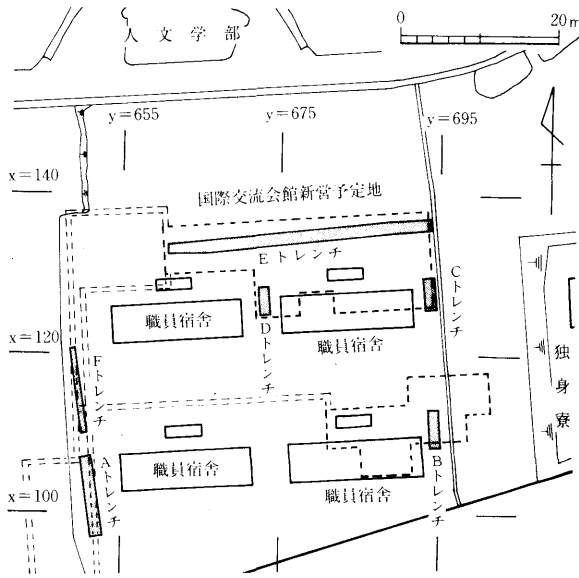 人文学部
0 20m
y=655 y=675 y=695
x=140
国際交流会館新営予定地
Eトレンチ
Cトレンチ
Dトレンチ
職員宿舎
職員宿舎
x=120
Fトレンチ
独身寮
職員宿舎
職員宿舎
Aトレンチ
Bトレンチ
x=100